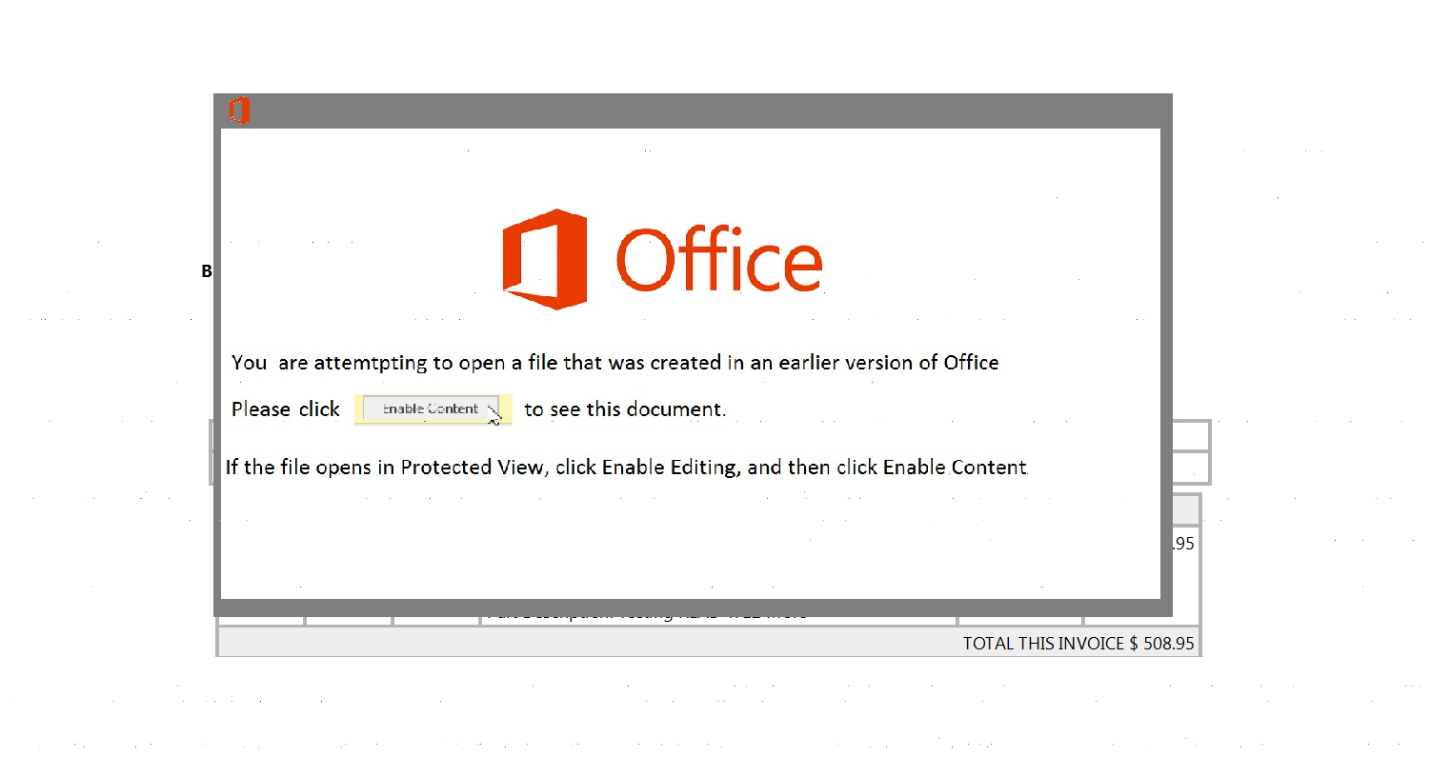 Office
B
You are attemtpting to open a file that was created in an earlier version of Office
Please click Enable Content to see this document.
If the file opens in Protected View, click Enable Editing, and then click Enable Content
.95
TOTAL THIS INVOICE $ 508.95